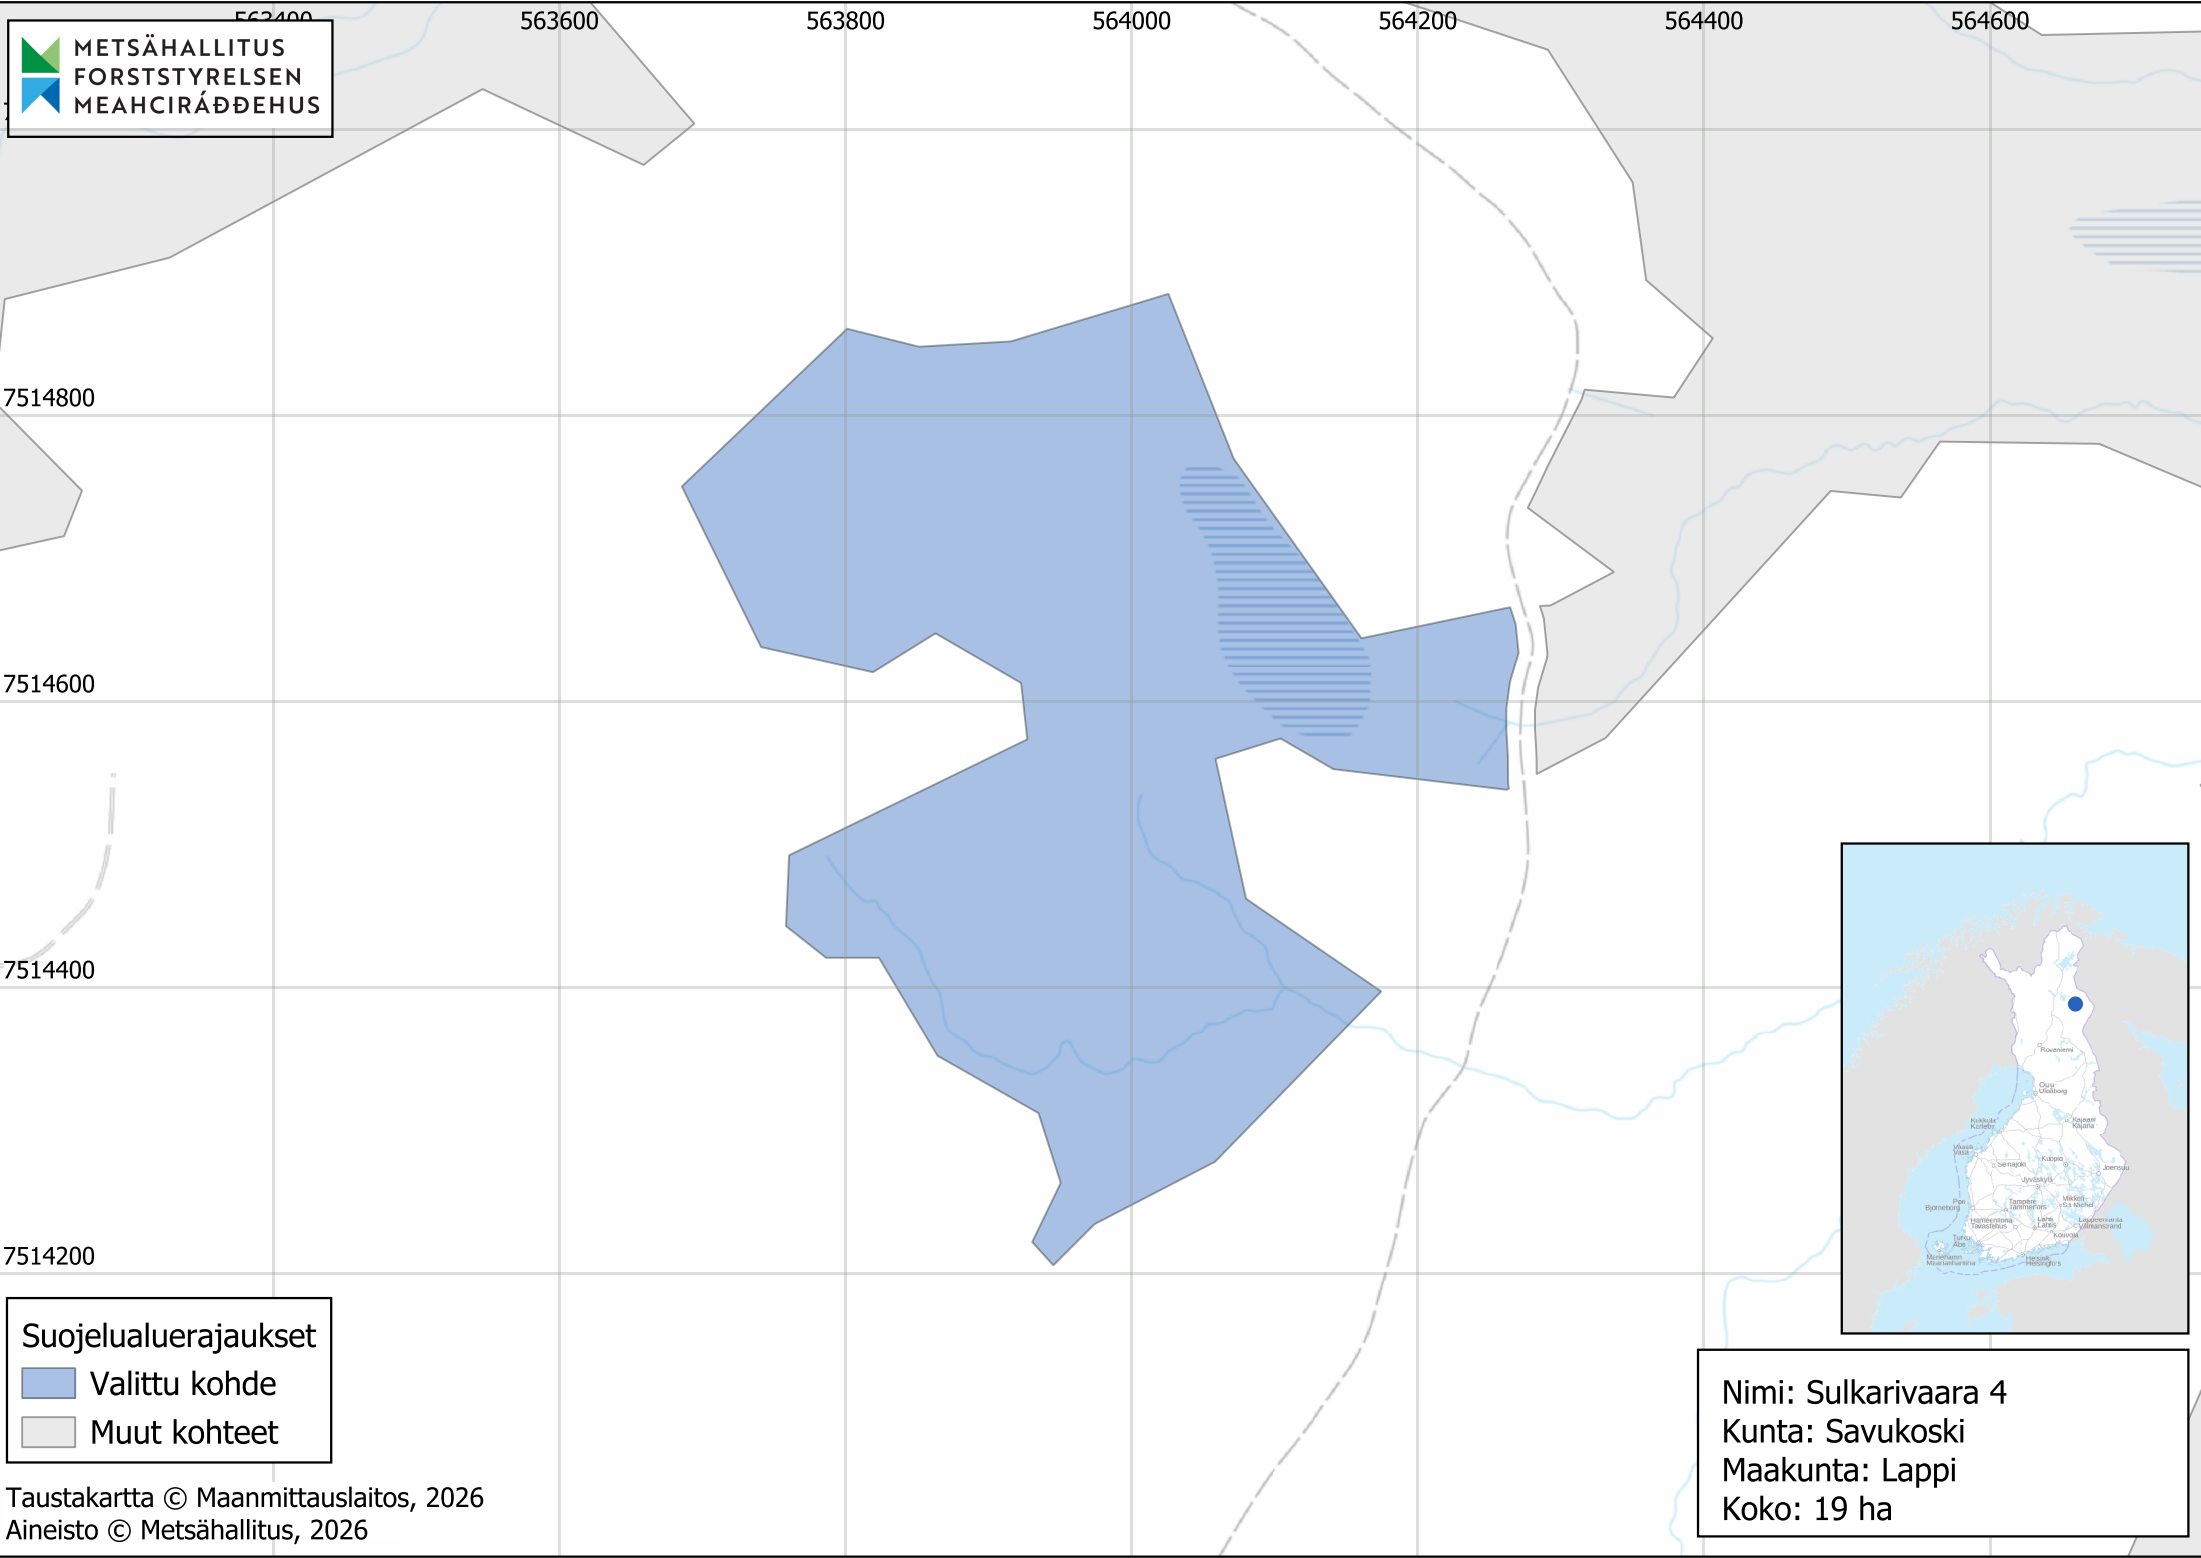 563400 563600 563800 564000 564200 564400 564600
METSÄHALLITUS
FORSTSTYRELSEN
MEAHCIRÁĐĐEHUS
7514800
7514600
7514400
7514200
Rovaniemi
Oulu
Uleåborg
Kokkola
Karleby
Kajaani
Kajana
Vaasa
Vasa
Seinäjoki
Kuopio
Joensuu
Jyväskylä
Pori
Björneborg
Tampere
Tammerfors
Mikkeli
S:t Michel
Hämeenlinna
Tavastehus
Lahti
Lahtis
Lappeenranta
Villmanstrand
Turku
Åbo
Kouvola
Helsinki
Helsingfors
Suojelualuerajaukset
Valittu kohde
Muut kohteet
Nimi: Sulkarivaara 4
Kunta: Savukoski
Maakunta: Lappi
Koko: 19 ha
Taustakartta © Maanmittauslaitos, 2026
Aineisto © Metsähallitus, 2026